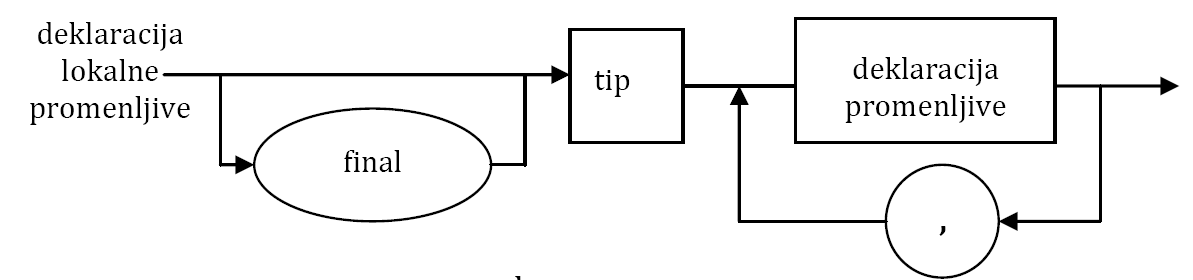 deklaracija
lokalne
promenljive
final
tip
deklaracija
promenljive
,